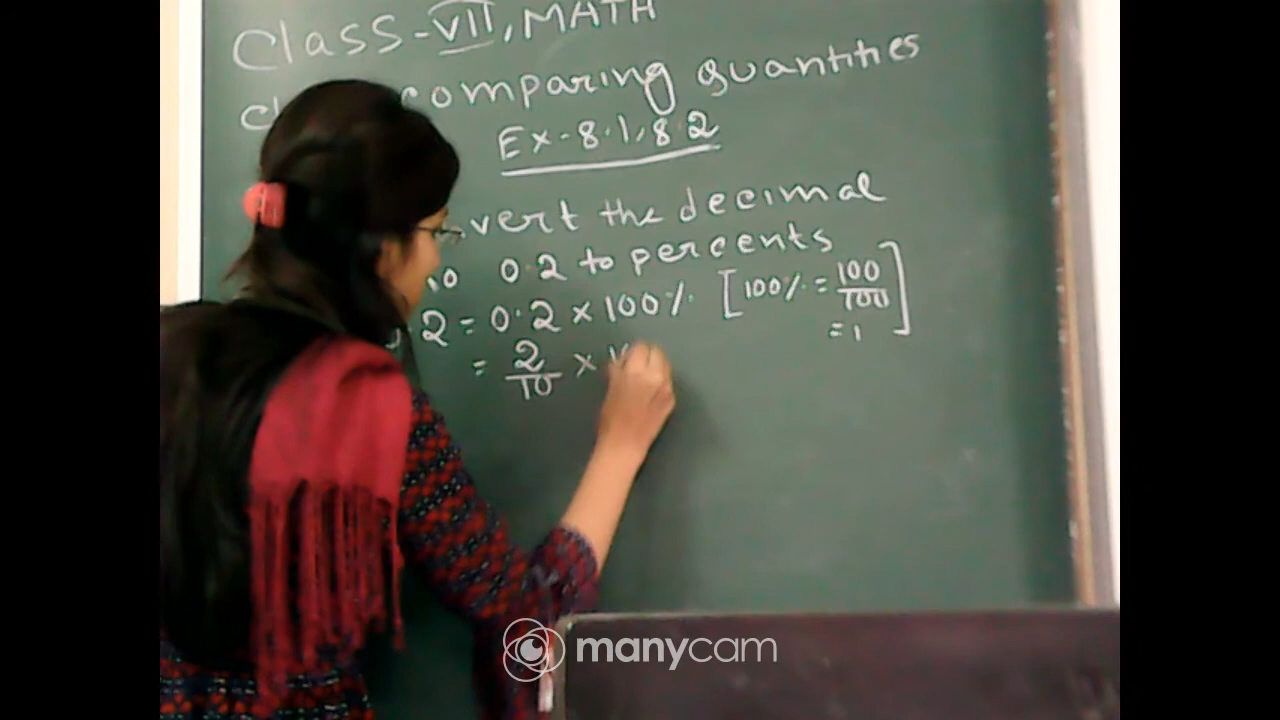 Class-VII, MATH
comparing quantities
Ex-8.1, 8.2
vert the decimal
0.2 to percents
2 = 0.2 × 100% [100% = 100/100
= 1]
= 2/10 ×
manycam